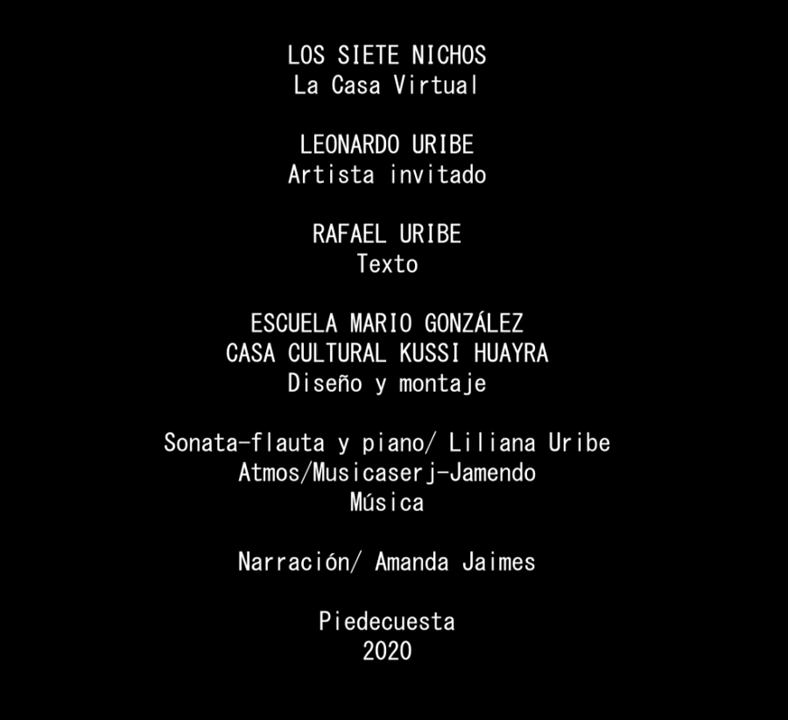 LOS SIETE NICHOS
La Casa Virtual
LEONARDO URIBE
Artista invitado
RAFAEL URIBE
Texto
ESCUELA MARIO GONZÁLEZ
CASA CULTURAL KUSSI HUAYRA
Diseño y montaje
Sonata-flauta y piano/ Liliana Uribe
Atmos/Musicaserj-Jamendo
Música
Narración/ Amanda Jaimes
Piedecuesta
2020